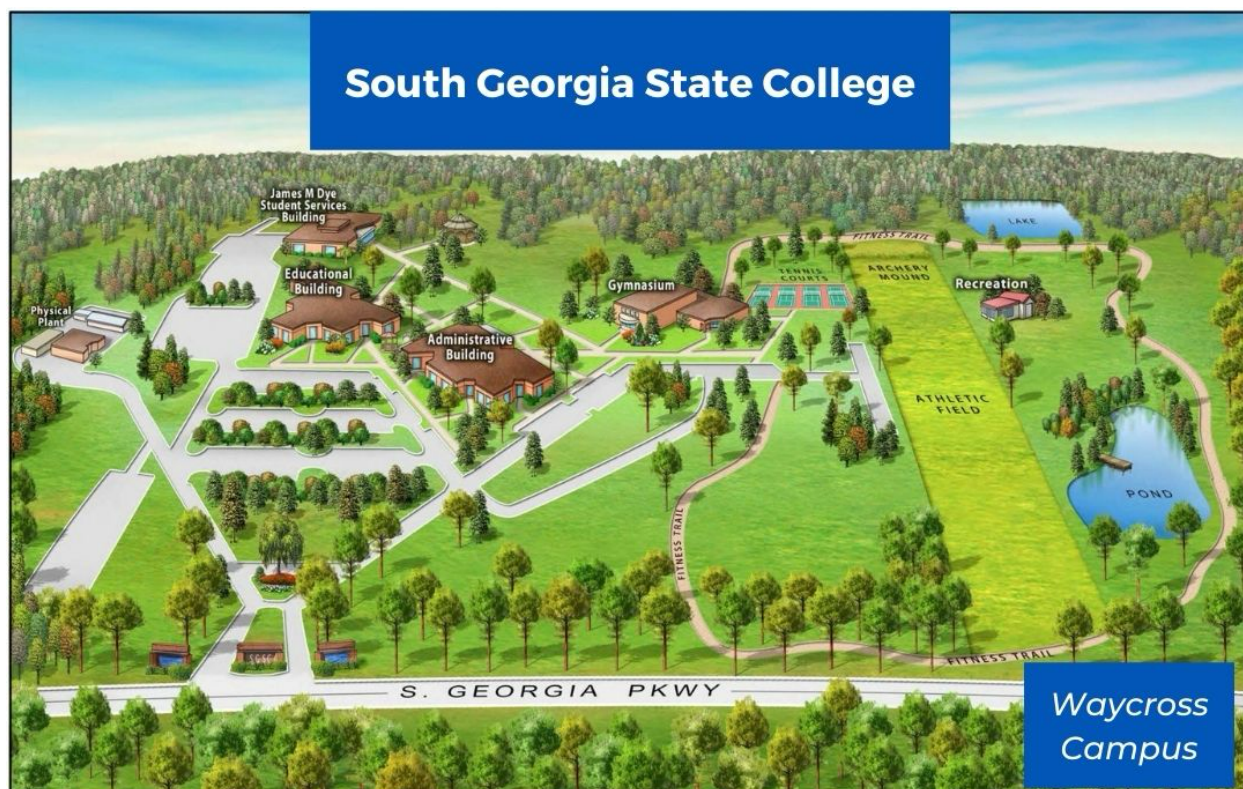 South Georgia State College
James M Dye
Student Services
Building
Educational
Building
Physical
Plant
Administrative
Building
Gymnasium
TENNIS
COURTS
FITNESS TRAIL
LAKE
ARCHERY
MOUND
Recreation
ATHLETIC
FIELD
POND
FITNESS TRAIL
FITNESS TRAIL
S. GEORGIA PKWY
Waycross
Campus